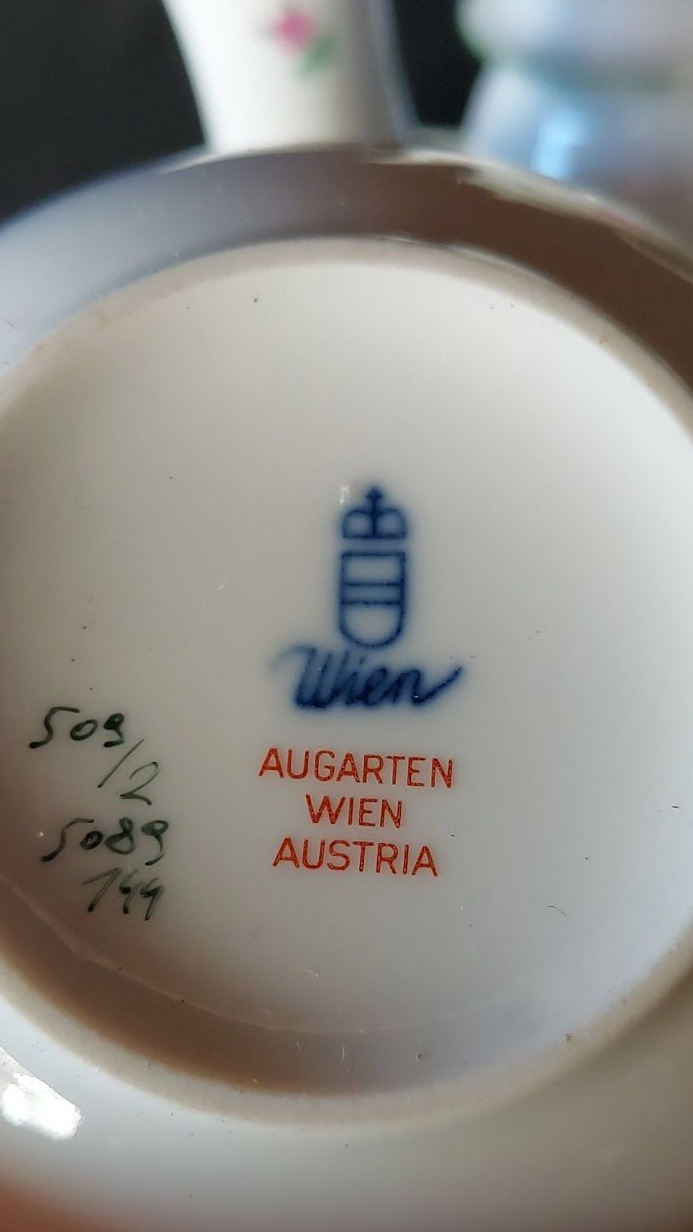 Wien
AUGARTEN
WIEN
AUSTRIA
509
/2
5089
144